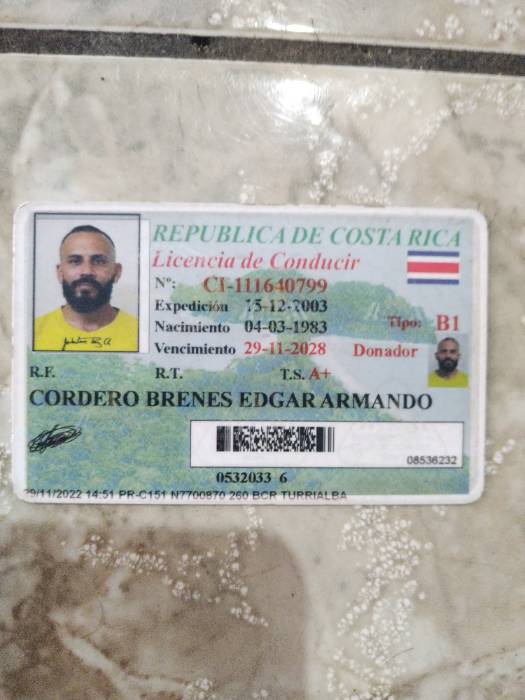 REPUBLICA DE COSTA RICA
Licencia de Conducir
Nº: CI-111640799
Expedición 15-12-2003
Nacimiento 04-03-1983 Tipo: B1
Vencimiento 29-11-2028 Donador
R.F. R.T. T.S. A+
CORDERO BRENES EDGAR ARMANDO
08536232
0532033 6
29/11/2022 14:51 PR-C151 N7700870 260 BCR TURRIALBA